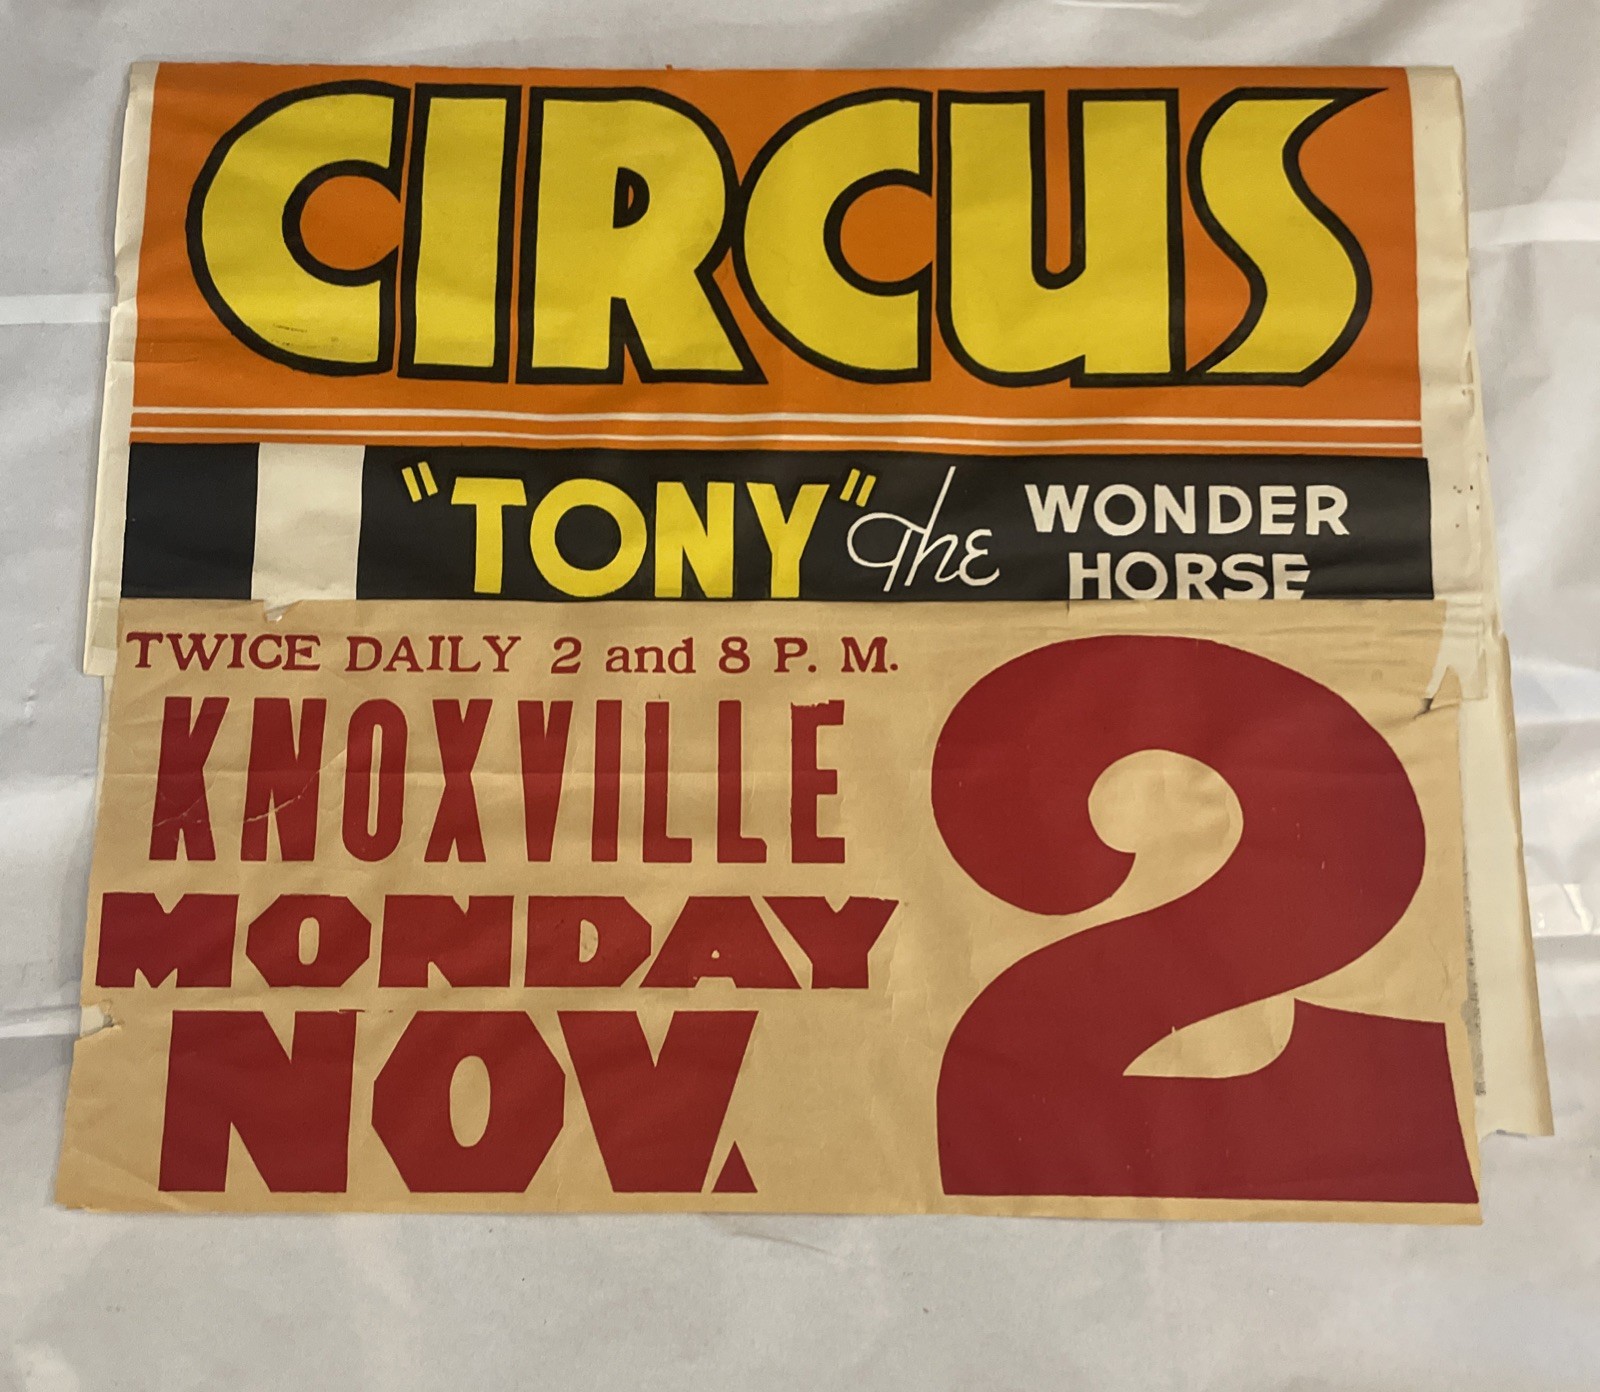 CIRCUS
"TONY" the WONDER HORSE
TWICE DAILY 2 and 8 P. M.
KNOXVILLE
MONDAY
NOV. 2